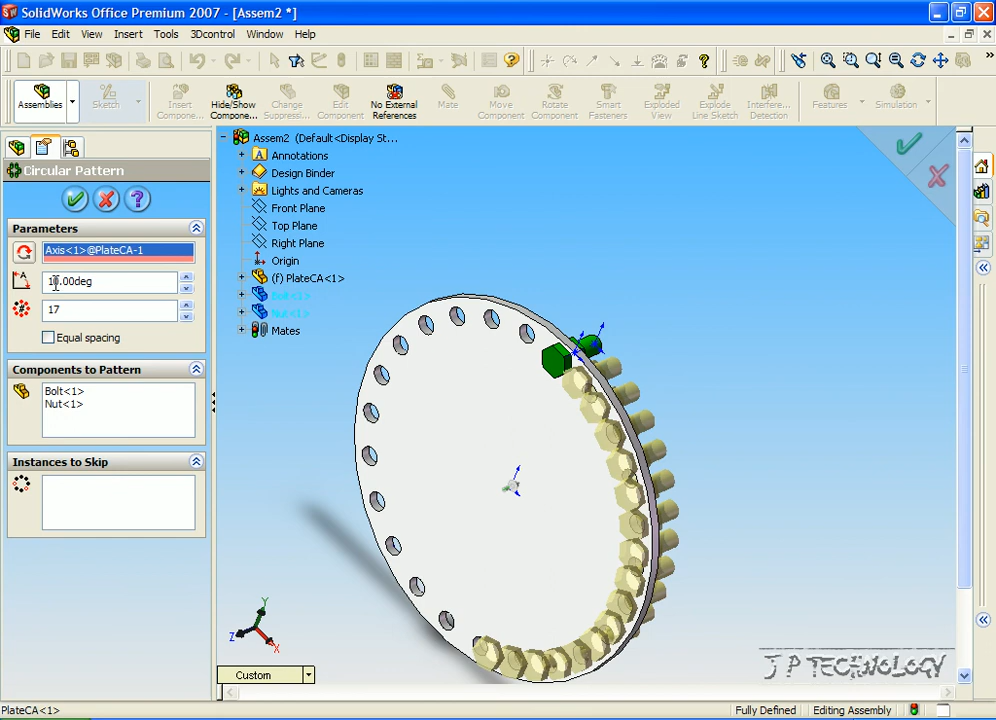 SolidWorks Office Premium 2007 - [Assem2 *]
File Edit View Insert Tools 3Dcontrol Window Help
Assemblies Sketch Insert Compone... Hide/Show Compone... Change Suppressi... Edit Component No External References Mate Move Component Rotate Component Smart Fasteners Exploded View Explode Line Sketch Interfere... Detection Features Simulation
Circular Pattern
Parameters
Axis<1>@PlateCA-1
deg
17
Equal spacing
Components to Pattern
Bolt<1>
Nut<1>
Instances to Skip
Assem2 (Default<Display St...
Annotations
Design Binder
Lights and Cameras
Front Plane
Top Plane
Right Plane
Origin
(f) PlateCA<1>
Bolt<1>
Nut<1>
Mates
Y
Z
X
Custom
J P TECHNOLOGY
PlateCA<1> Fully Defined Editing Assembly